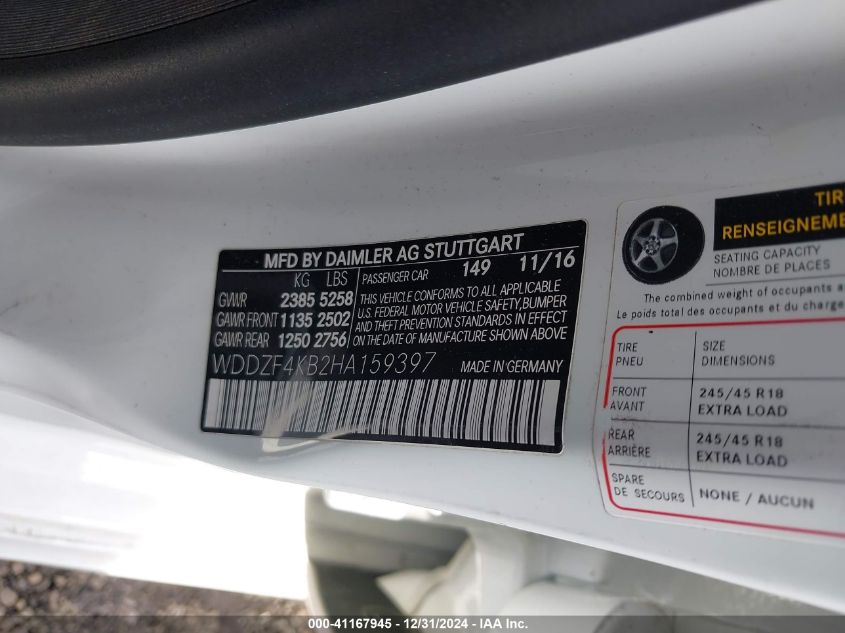 MFD BY DAIMLER AG STUTTGART
KG LBS PASSENGER CAR 149 11/16
GVWR 2385 5258
GAWR FRONT 1135 2502
GAWR REAR 1250 2756
THIS VEHICLE CONFORMS TO ALL APPLICABLE
U.S. FEDERAL MOTOR VEHICLE SAFETY, BUMPER
AND THEFT PREVENTION STANDARDS IN EFFECT
ON THE DATE OF MANUFACTURE SHOWN ABOVE
WDDZF4KB2HA159397 MADE IN GERMANY
TIR
RENSEIGNEME
SEATING CAPACITY
NOMBRE DE PLACES
The combined weight of occupants a
Le poids total des occupants et du charge
TIRE SIZE
PNEU DIMENSIONS
FRONT 245/45 R18
AVANT EXTRA LOAD
REAR 245/45 R18
ARRIÈRE EXTRA LOAD
SPARE
DE SECOURS NONE / AUCUN
000-41167945 - 12/31/2024 - IAA Inc.